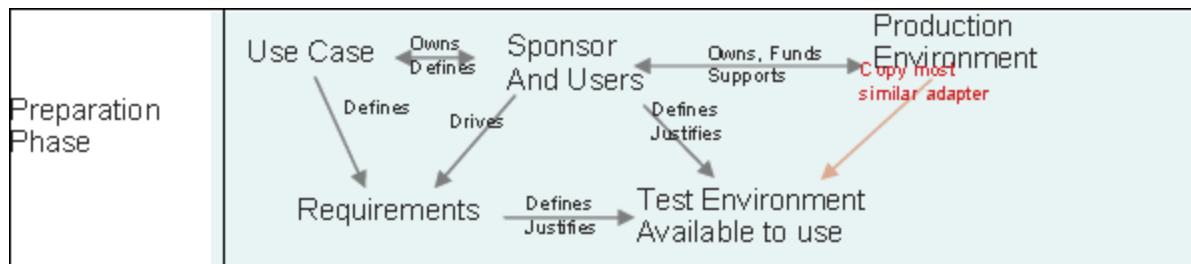 Preparation
Phase
Use Case
Owns
Defines
Sponsor
And Users
Owns, Funds
Supports
Production
Environment
Copy most
similar adapter
Defines
Drives
Defines
Justifies
Requirements
Defines
Justifies
Test Environment
Available to use